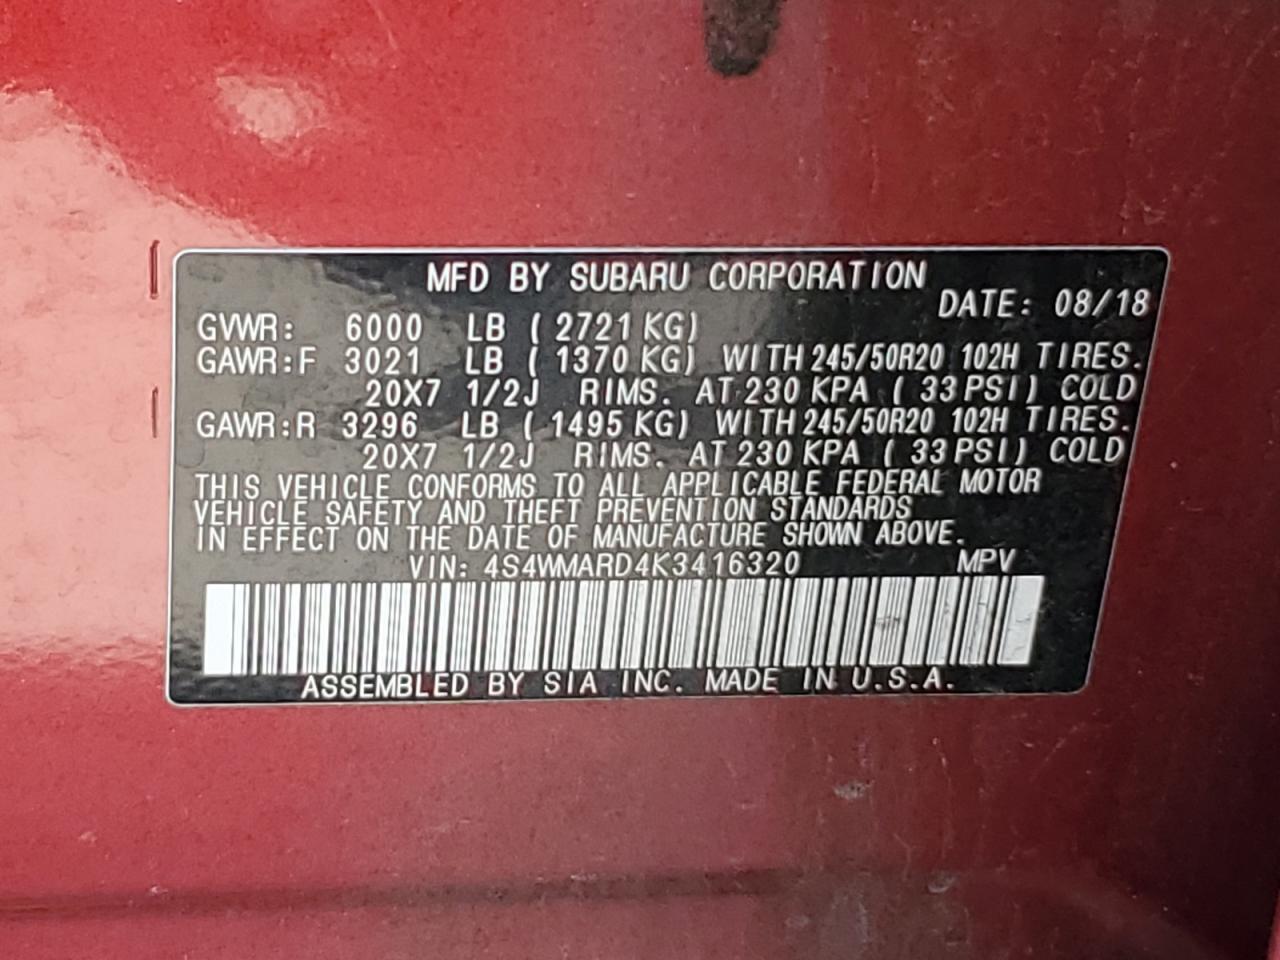 MFD BY SUBARU CORPORATION
DATE: 08/18
GVWR: 6000 LB (2721 KG)
GAWR:F 3021 LB (1370 KG) WITH 245/50R20 102H TIRES.
20X7 1/2J RIMS. AT 230 KPA (33 PSI) COLD
GAWR:R 3296 LB (1495 KG) WITH 245/50R20 102H TIRES.
20X7 1/2J RIMS. AT 230 KPA (33 PSI) COLD
THIS VEHICLE CONFORMS TO ALL APPLICABLE FEDERAL MOTOR
VEHICLE SAFETY AND THEFT PREVENTION STANDARDS
IN EFFECT ON THE DATE OF MANUFACTURE SHOWN ABOVE.
VIN: 4S4WMARD4K3416320 MPV
ASSEMBLED BY SIA INC. MADE IN U.S.A.